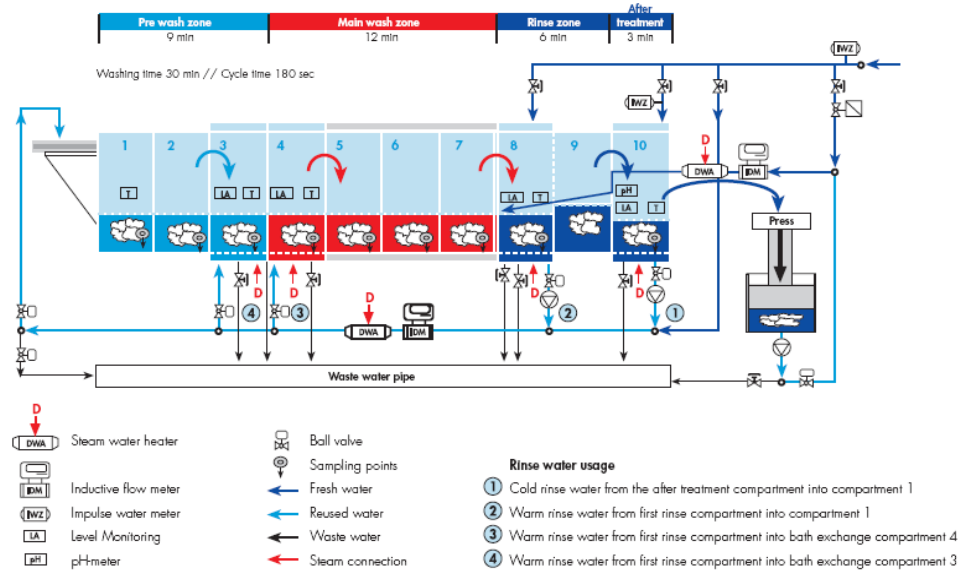 Pre wash zone
Main wash zone
Rinse zone
After
treatment
9 min
12 min
6 min
3 min
Washing time 30 min // Cycle time 180 sec
IWZ
IWZ
1 2 3 4 5 6 7 8 9 10
D
DWA
IDM
T
LA T
LA T
LA T
pH
LA T
Press
D
D
D
D
4
3
2
1
D
DWA
IDM
Waste water pipe
D
DWA Steam water heater
IDM Inductive flow meter
IWZ Impulse water meter
LA Level Monitoring
pH pH-meter
Ball valve
Sampling points
Fresh water
Reused water
Waste water
Steam connection
Rinse water usage
1 Cold rinse water from the after treatment compartment into compartment 1
2 Warm rinse water from first rinse compartment into compartment 1
3 Warm rinse water from first rinse compartment into bath exchange compartment 4
4 Warm rinse water from first rinse compartment into bath exchange compartment 3